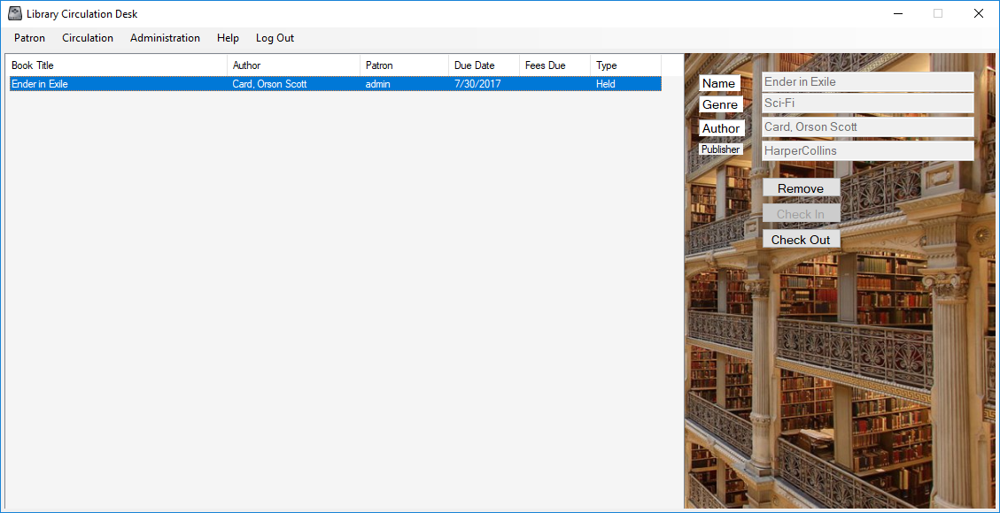 Library Circulation Desk
Patron Circulation Administration Help Log Out
Book Title Author Patron Due Date Fees Due Type
Ender in Exile Card, Orson Scott admin 7/30/2017 Held
Name Ender in Exile
Genre Sci-Fi
Author Card, Orson Scott
Publisher HarperCollins
Remove
Check In
Check Out